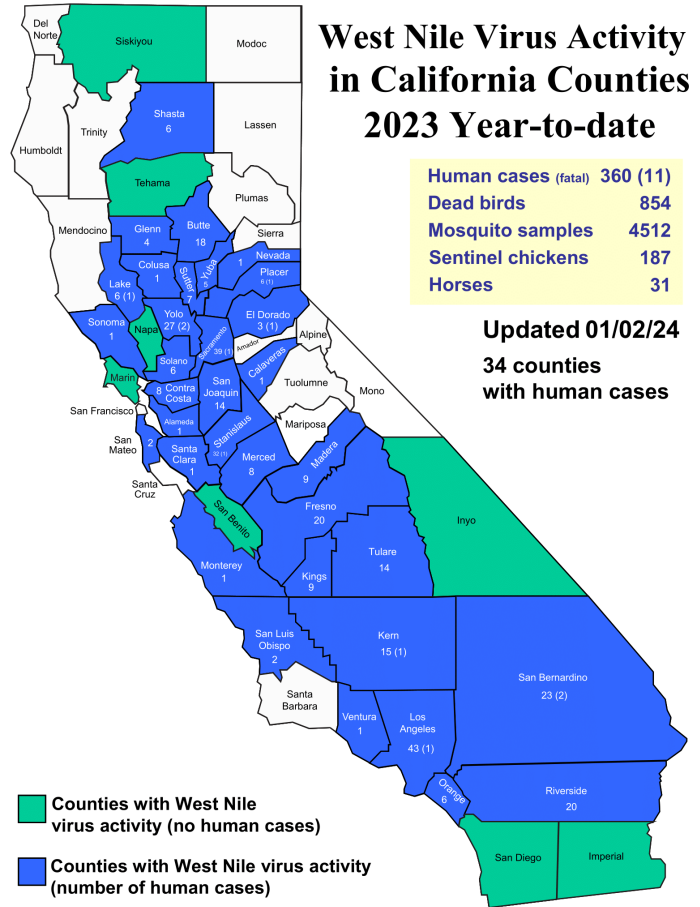 West Nile Virus Activity
in California Counties
2023 Year-to-date
Human cases (fatal) 360 (11)
Dead birds 854
Mosquito samples 4512
Sentinel chickens 187
Horses 31
Updated 01/02/24
34 counties
with human cases
Del
Norte
Siskiyou
Modoc
Shasta
6
Lassen
Trinity
Humboldt
Tehama
Plumas
Mendocino
Glenn
4
Butte
18
Sierra
Colusa
1
Sutter
7
Yuba
5
1 Nevada
Placer
6 (1)
Lake
6 (1)
Sonoma
1
Napa
Yolo
27 (2)
Sacramento
39 (1)
El Dorado
3 (1)
Alpine
Amador
Solano
6
Marin
Calaveras
1
Tuolumne
Mono
8 Contra
Costa
San
Joaquin
14
San Francisco
Alameda
1
Stanislaus
32 (1)
Mariposa
San
Mateo
2
Santa
Clara
1
Merced
8
Madera
9
Santa
Cruz
San Benito
Fresno
20
Inyo
Monterey
1
Kings
9
Tulare
14
San Luis
Obispo
2
Kern
15 (1)
San Bernardino
23 (2)
Santa
Barbara
Ventura
1
Los
Angeles
43 (1)
Orange
6
Riverside
20
San Diego
Imperial
Counties with West Nile
virus activity (no human cases)
Counties with West Nile virus activity
(number of human cases)